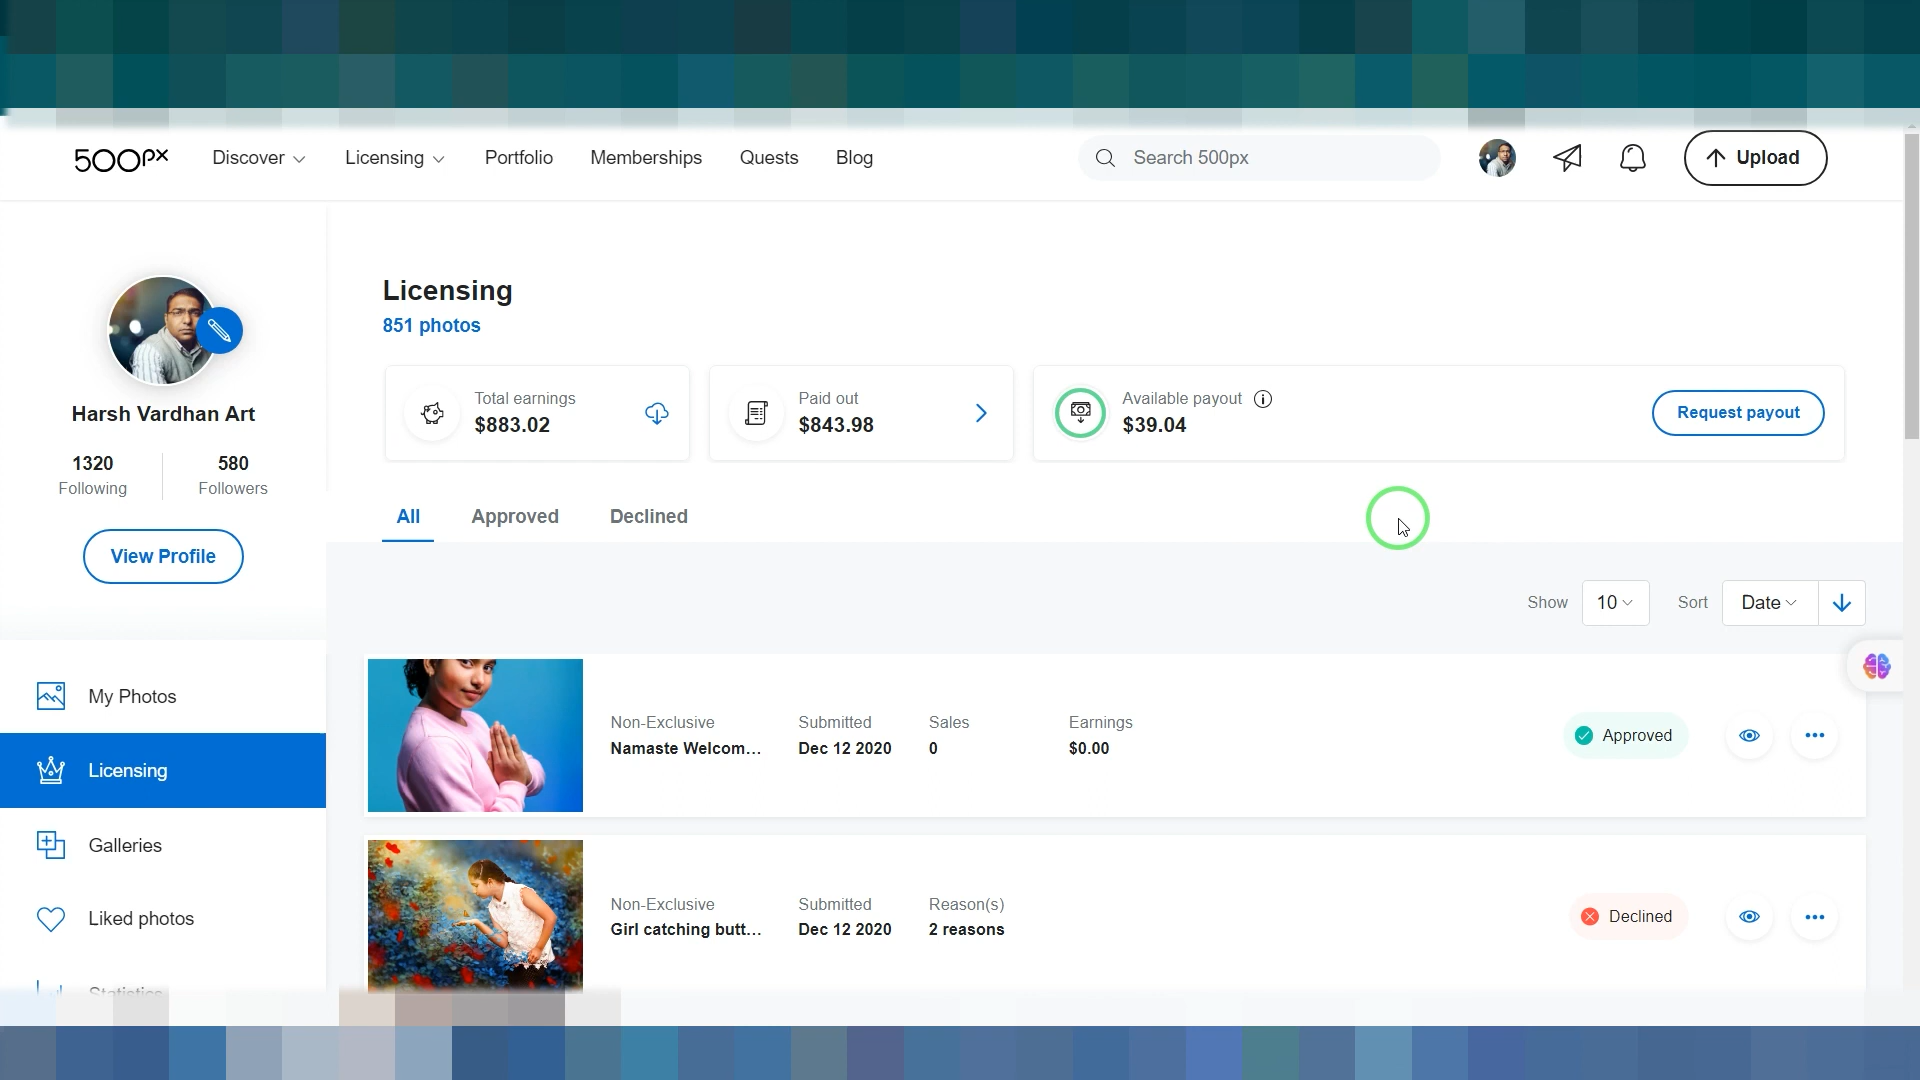 500px Discover Licensing Portfolio Memberships Quests Blog Search 500px Upload
Harsh Vardhan Art
1320 580
Following Followers
View Profile
My Photos
Licensing
Galleries
Liked photos
Statistics
Licensing
851 photos
Total earnings
$883.02
Paid out
$843.98
Available payout
$39.04
Request payout
All Approved Declined
Show 10 Sort Date
Non-Exclusive Submitted Sales Earnings
Namaste Welcom... Dec 12 2020 0 $0.00
Approved
Non-Exclusive Submitted Reason(s)
Girl catching butt... Dec 12 2020 2 reasons
Declined